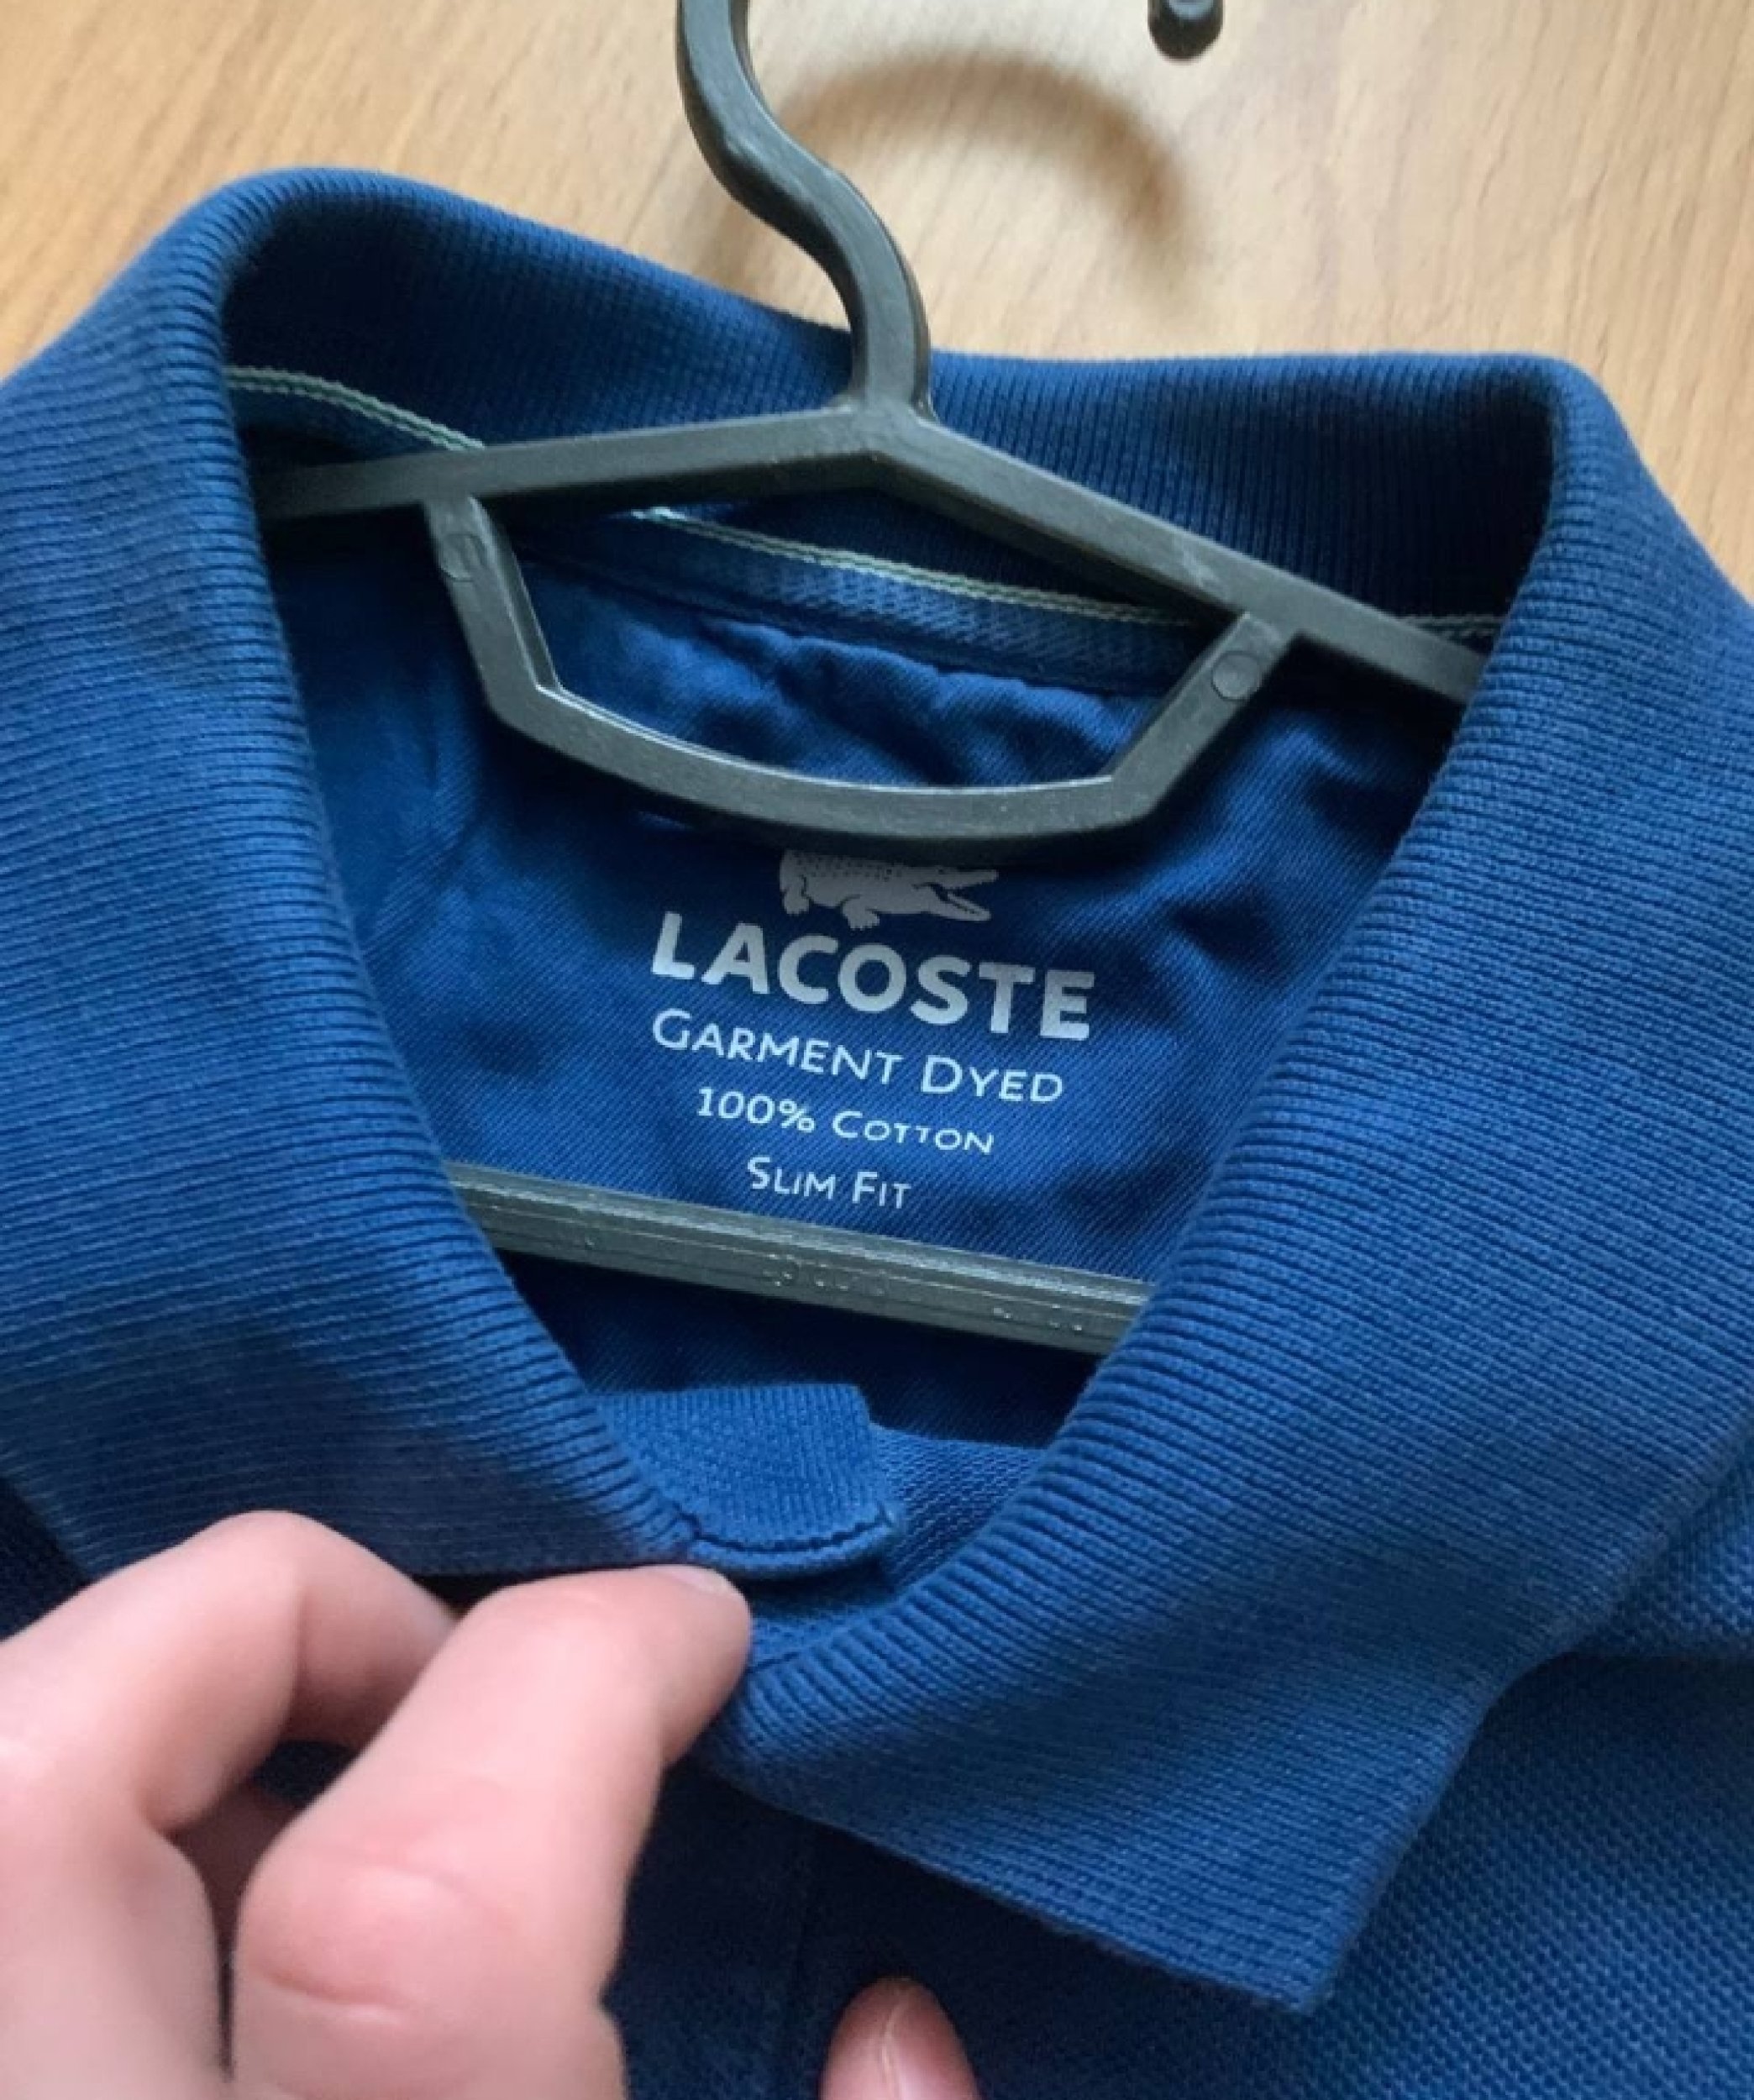 LACOSTE
GARMENT DYED
100% COTTON
SLIM FIT